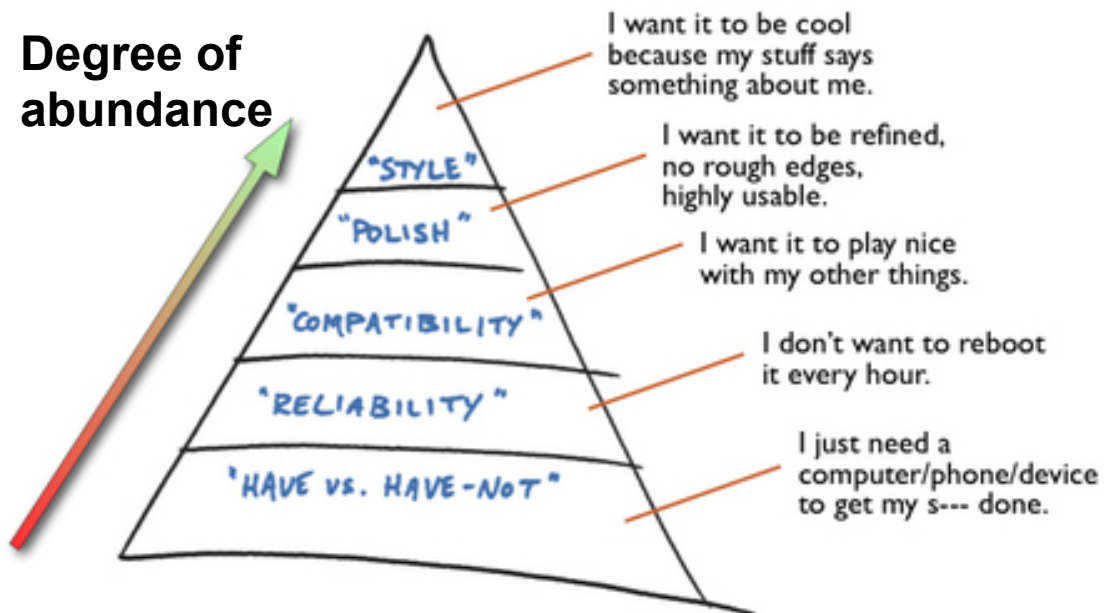 Degree of
abundance
I want it to be cool
because my stuff says
something about me.
"STYLE"
I want it to be refined,
no rough edges,
highly usable.
"POLISH"
I want it to play nice
with my other things.
"COMPATIBILITY"
I don't want to reboot
it every hour.
"RELIABILITY"
I just need a
computer/phone/device
to get my s--- done.
"HAVE vs. HAVE-NOT"